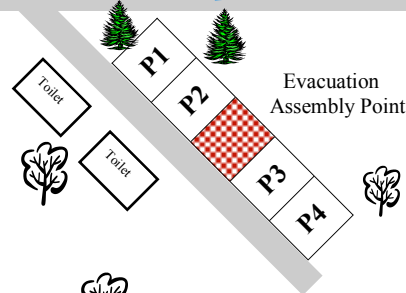 P1
P2
Evacuation
Assembly Point
Toilet
Toilet
P3
P4